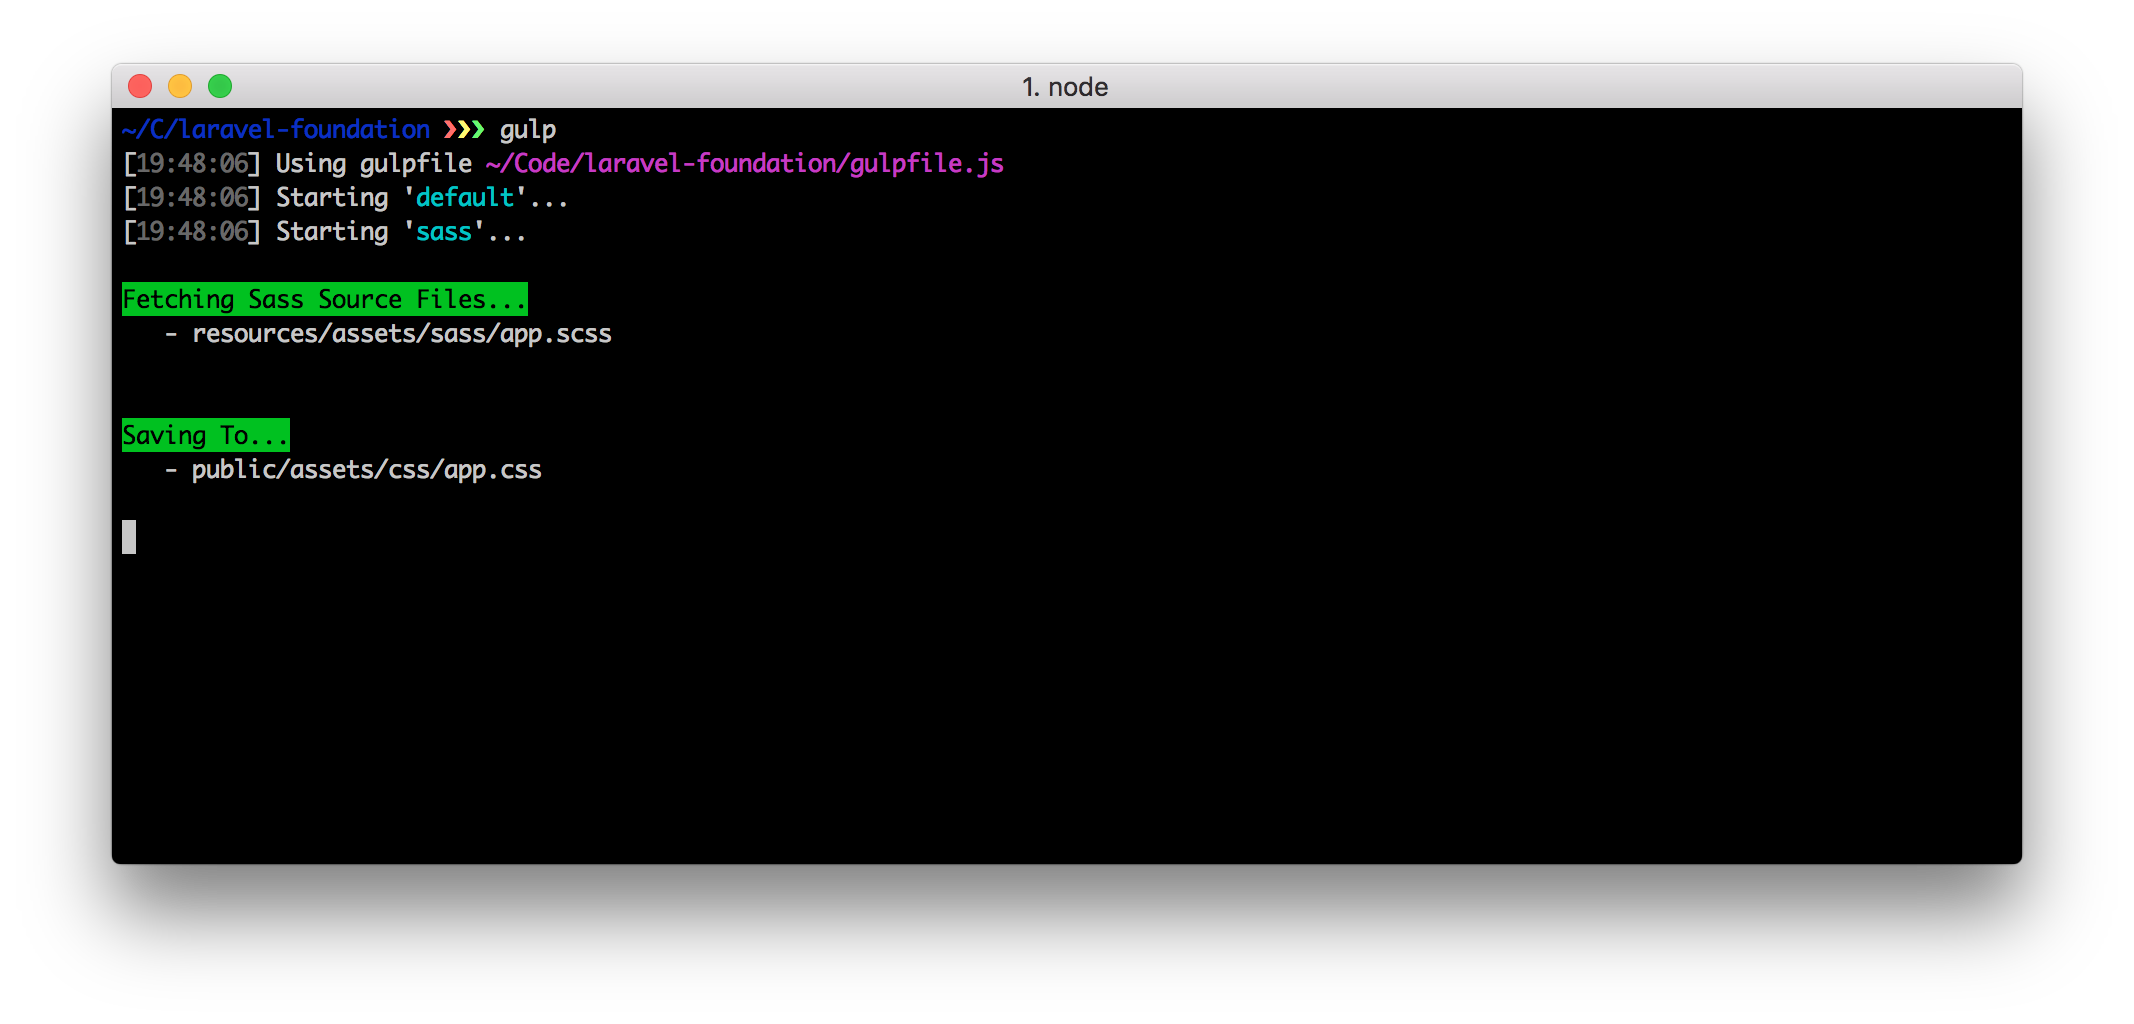 1. node
~/C/laravel-foundation ❯❯❯ gulp
[19:48:06] Using gulpfile ~/Code/laravel-foundation/gulpfile.js
[19:48:06] Starting 'default'...
[19:48:06] Starting 'sass'...
Fetching Sass Source Files...
- resources/assets/sass/app.scss
Saving To...
- public/assets/css/app.css